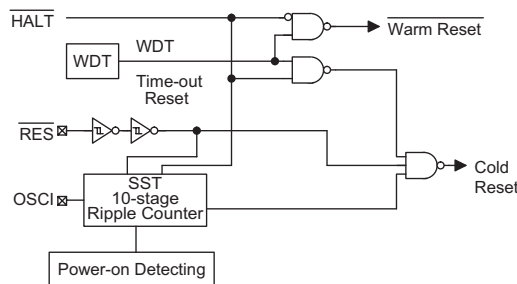 HALT
WDT
WDT
Time-out
Reset
Warm Reset
RES
OSCI
SST
10-stage
Ripple Counter
Cold
Reset
Power-on Detecting